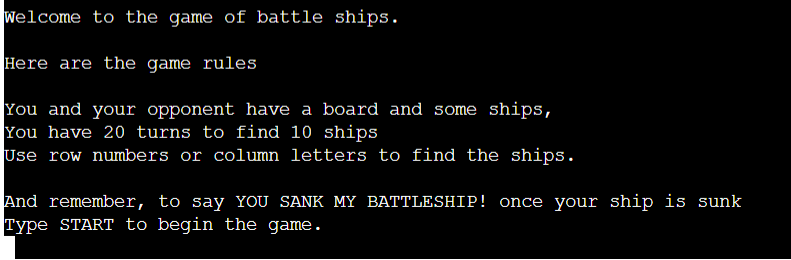 Welcome to the game of battle ships.
Here are the game rules
You and your opponent have a board and some ships,
You have 20 turns to find 10 ships
Use row numbers or column letters to find the ships.
And remember, to say YOU SANK MY BATTLESHIP! once your ship is sunk
Type START to begin the game.